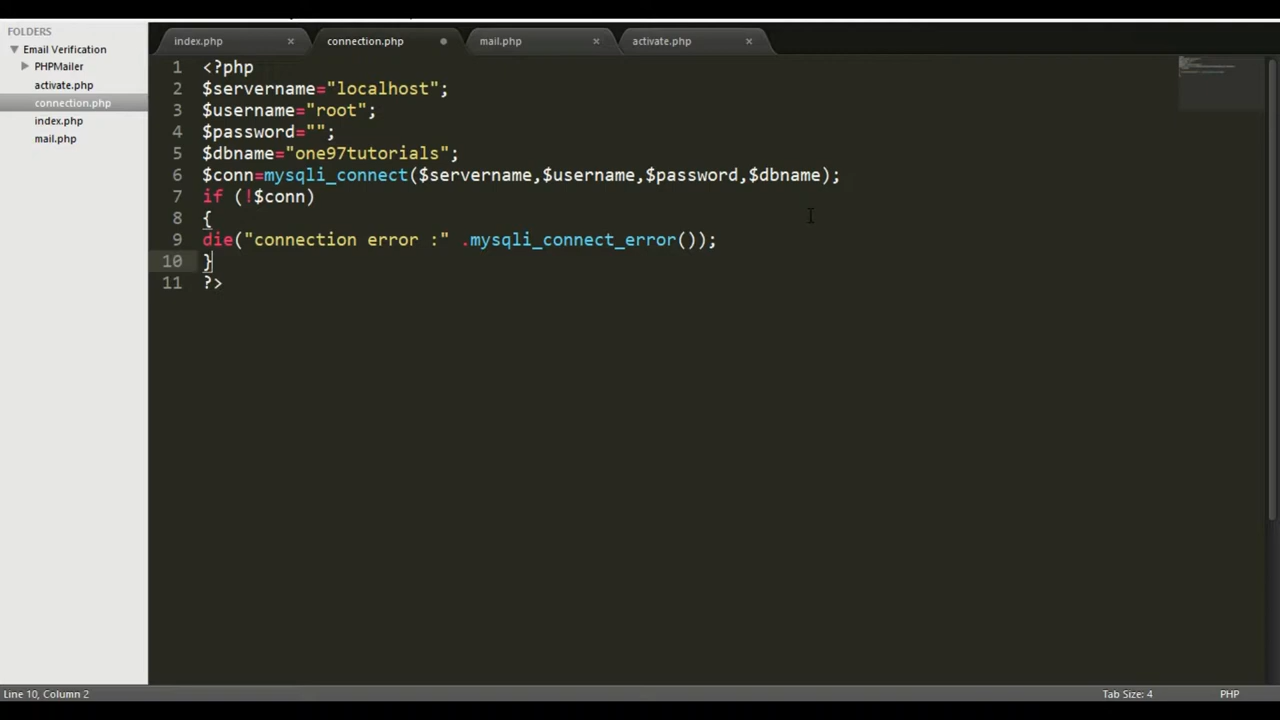 FOLDERS
Email Verification
PHPMailer
activate.php
connection.php
index.php
mail.php
index.php × connection.php mail.php × activate.php ×
1 <?php
2 $servername="localhost";
3 $username="root";
4 $password="";
5 $dbname="one97tutorials";
6 $conn=mysqli_connect($servername,$username,$password,$dbname);
7 if (!$conn)
8 {
9 die("connection error :" .mysqli_connect_error());
10 }
11 ?>
Line 10, Column 2 Tab Size: 4 PHP